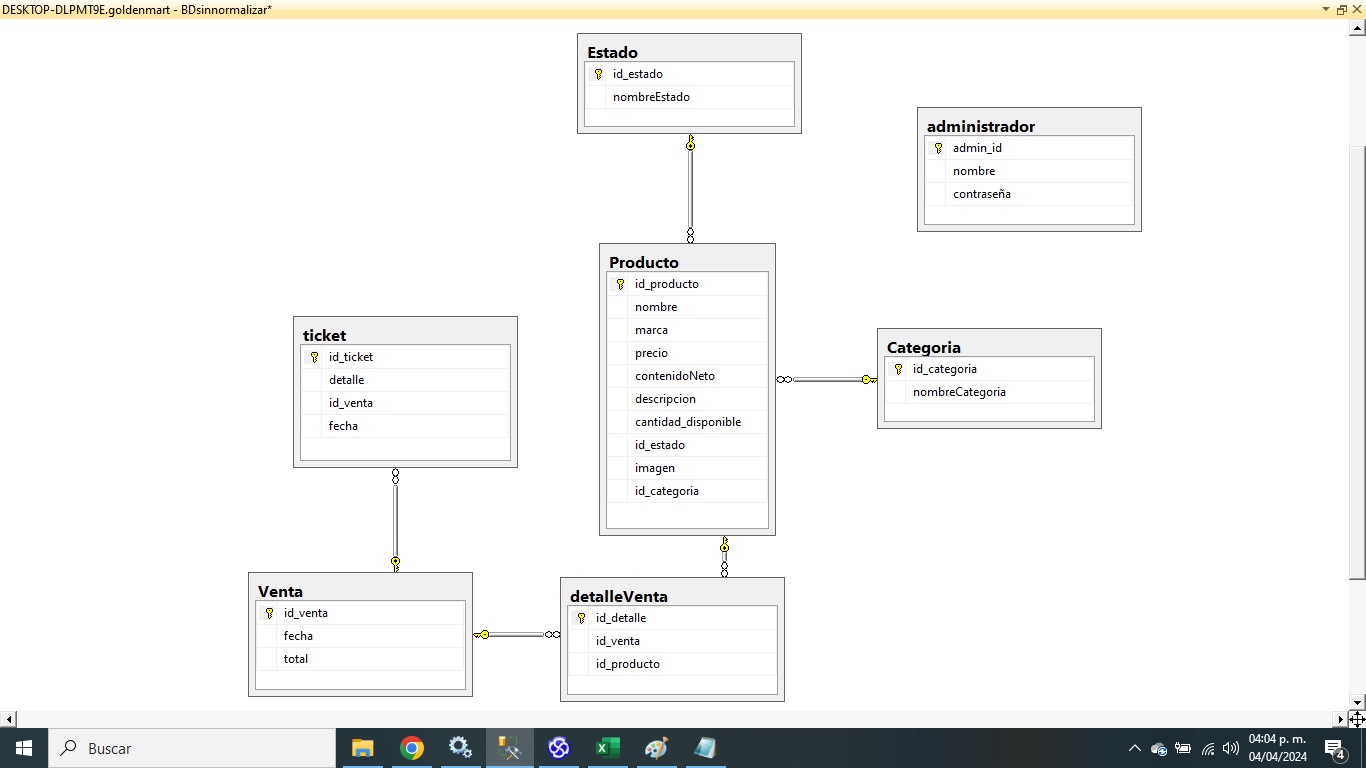 DESKTOP-DLPMT9E.goldenmart - BDsinnormalizar*
Estado
id_estado
nombreEstado
administrador
admin_id
nombre
contraseña
Producto
id_producto
nombre
marca
precio
contenidoNeto
descripcion
cantidad_disponible
id_estado
imagen
id_categoria
ticket
id_ticket
detalle
id_venta
fecha
Categoria
id_categoria
nombreCategoria
Venta
id_venta
fecha
total
detalleVenta
id_detalle
id_venta
id_producto
Buscar
04:04 p. m.
04/04/2024
4